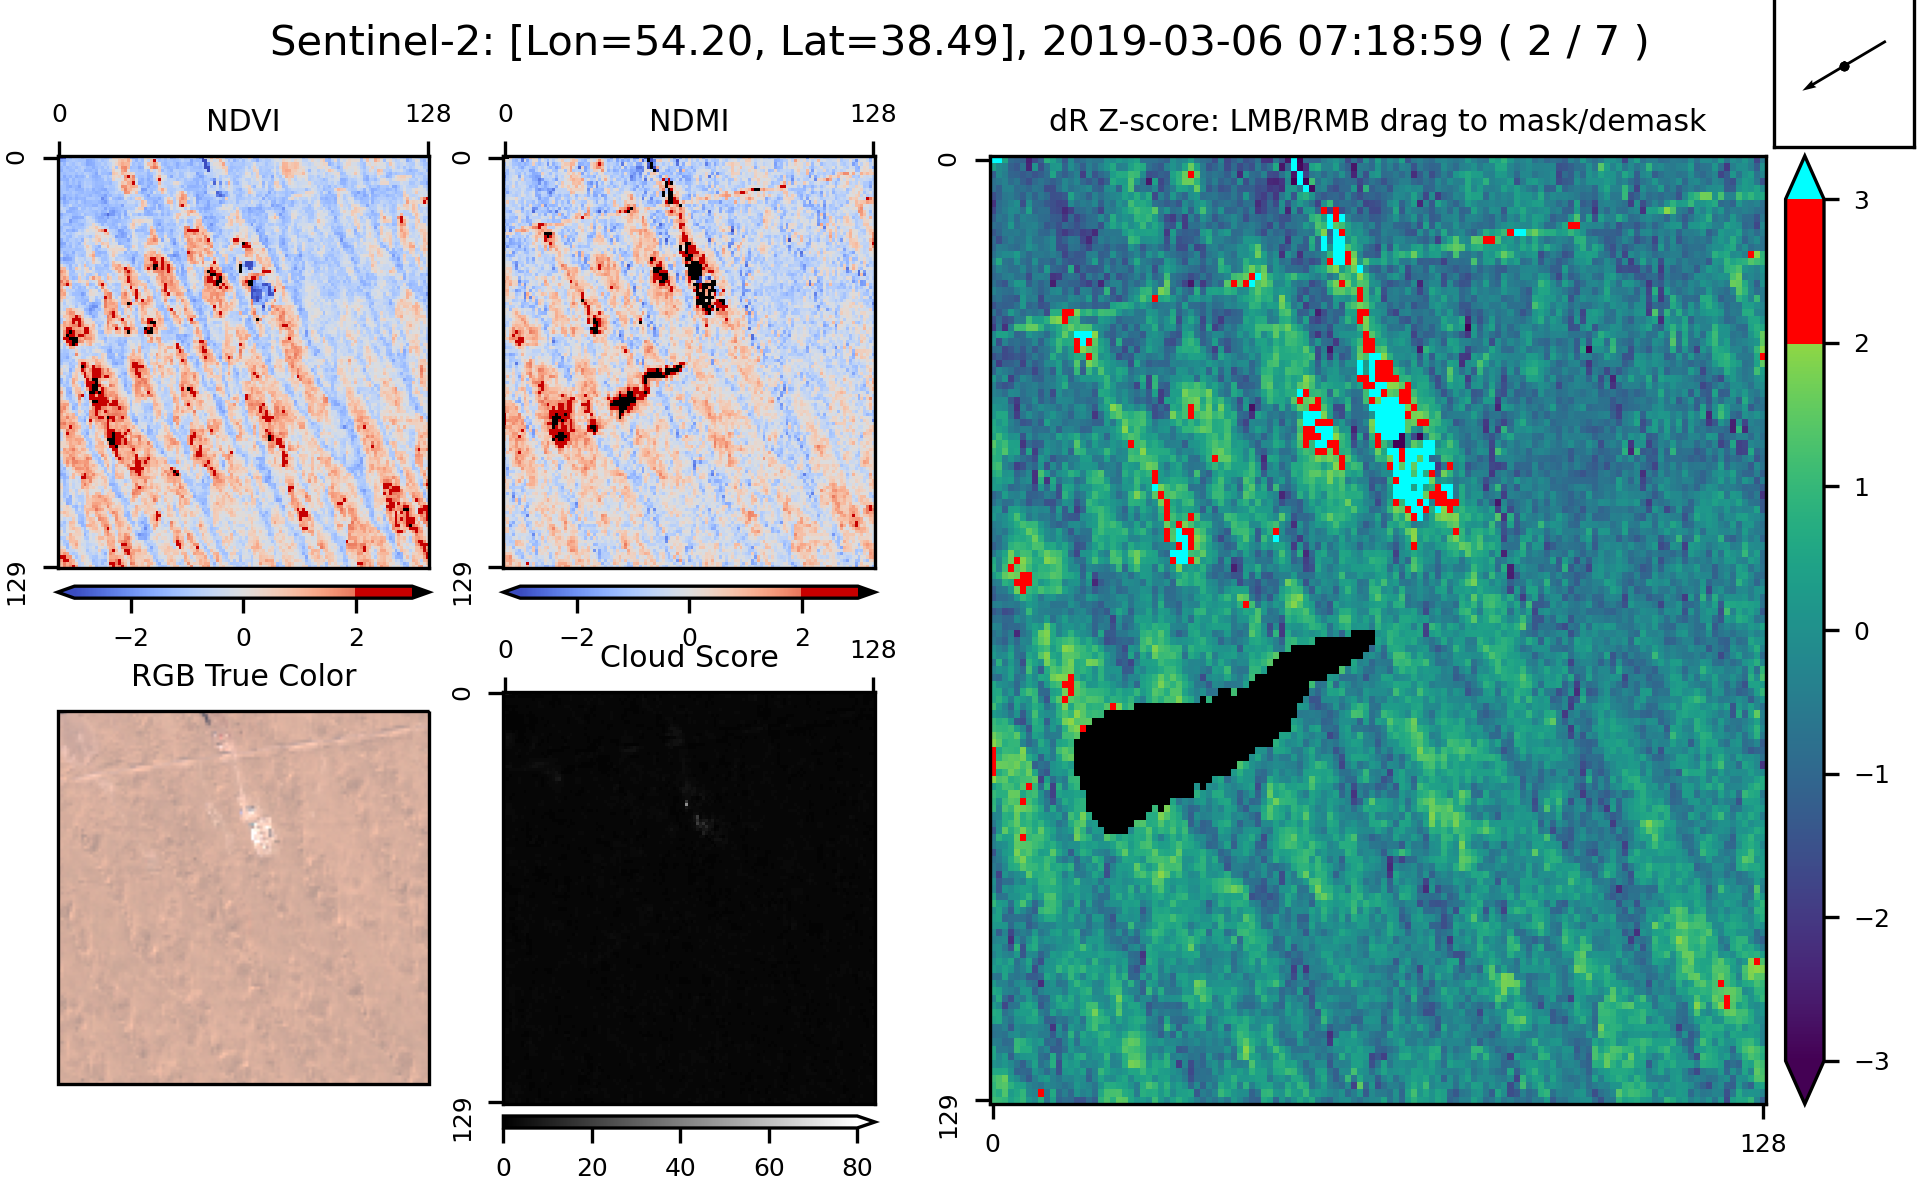 Sentinel-2: [Lon=54.20, Lat=38.49], 2019-03-06 07:18:59 ( 2 / 7 )
NDVI
0 128
0
129
−2 0 2
NDMI
0 128
0
129
−2 0 2
dR Z-score: LMB/RMB drag to mask/demask
0
129
0 128
3
2
1
0
−1
−2
−3
RGB True Color
Cloud Score
0 128
0
129
0 20 40 60 80